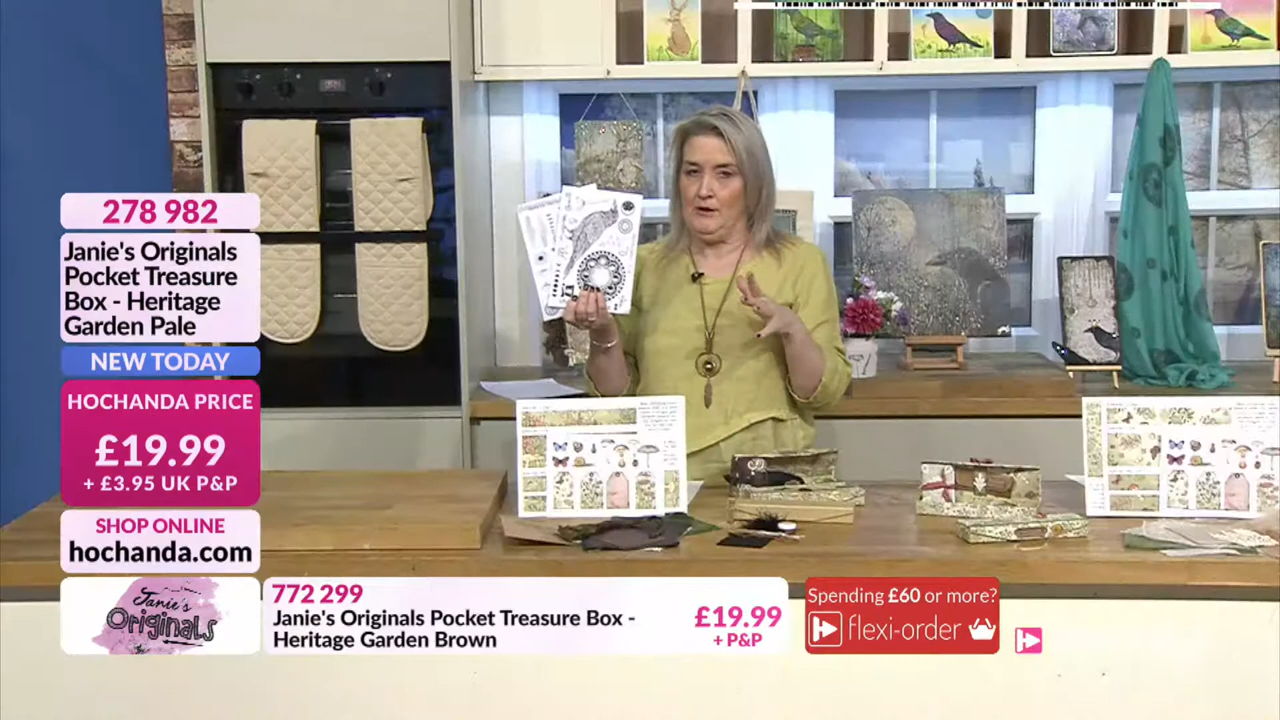 278 982
Janie's Originals
Pocket Treasure
Box - Heritage
Garden Pale
NEW TODAY
HOCHANDA PRICE
£19.99
+ £3.95 UK P&P
SHOP ONLINE
hochanda.com
Janie's
Originals
772 299
Janie's Originals Pocket Treasure Box -
Heritage Garden Brown
£19.99
+ P&P
Spending £60 or more?
flexi-order